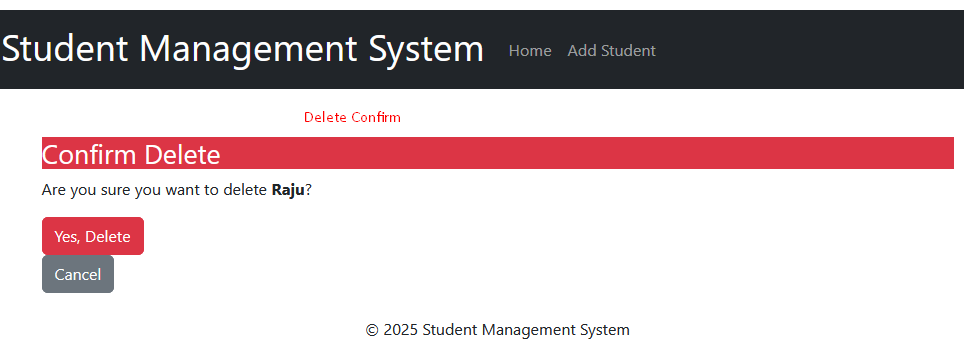 Student Management System Home Add Student
Delete Confirm
Confirm Delete
Are you sure you want to delete Raju?
Yes, Delete
Cancel
© 2025 Student Management System